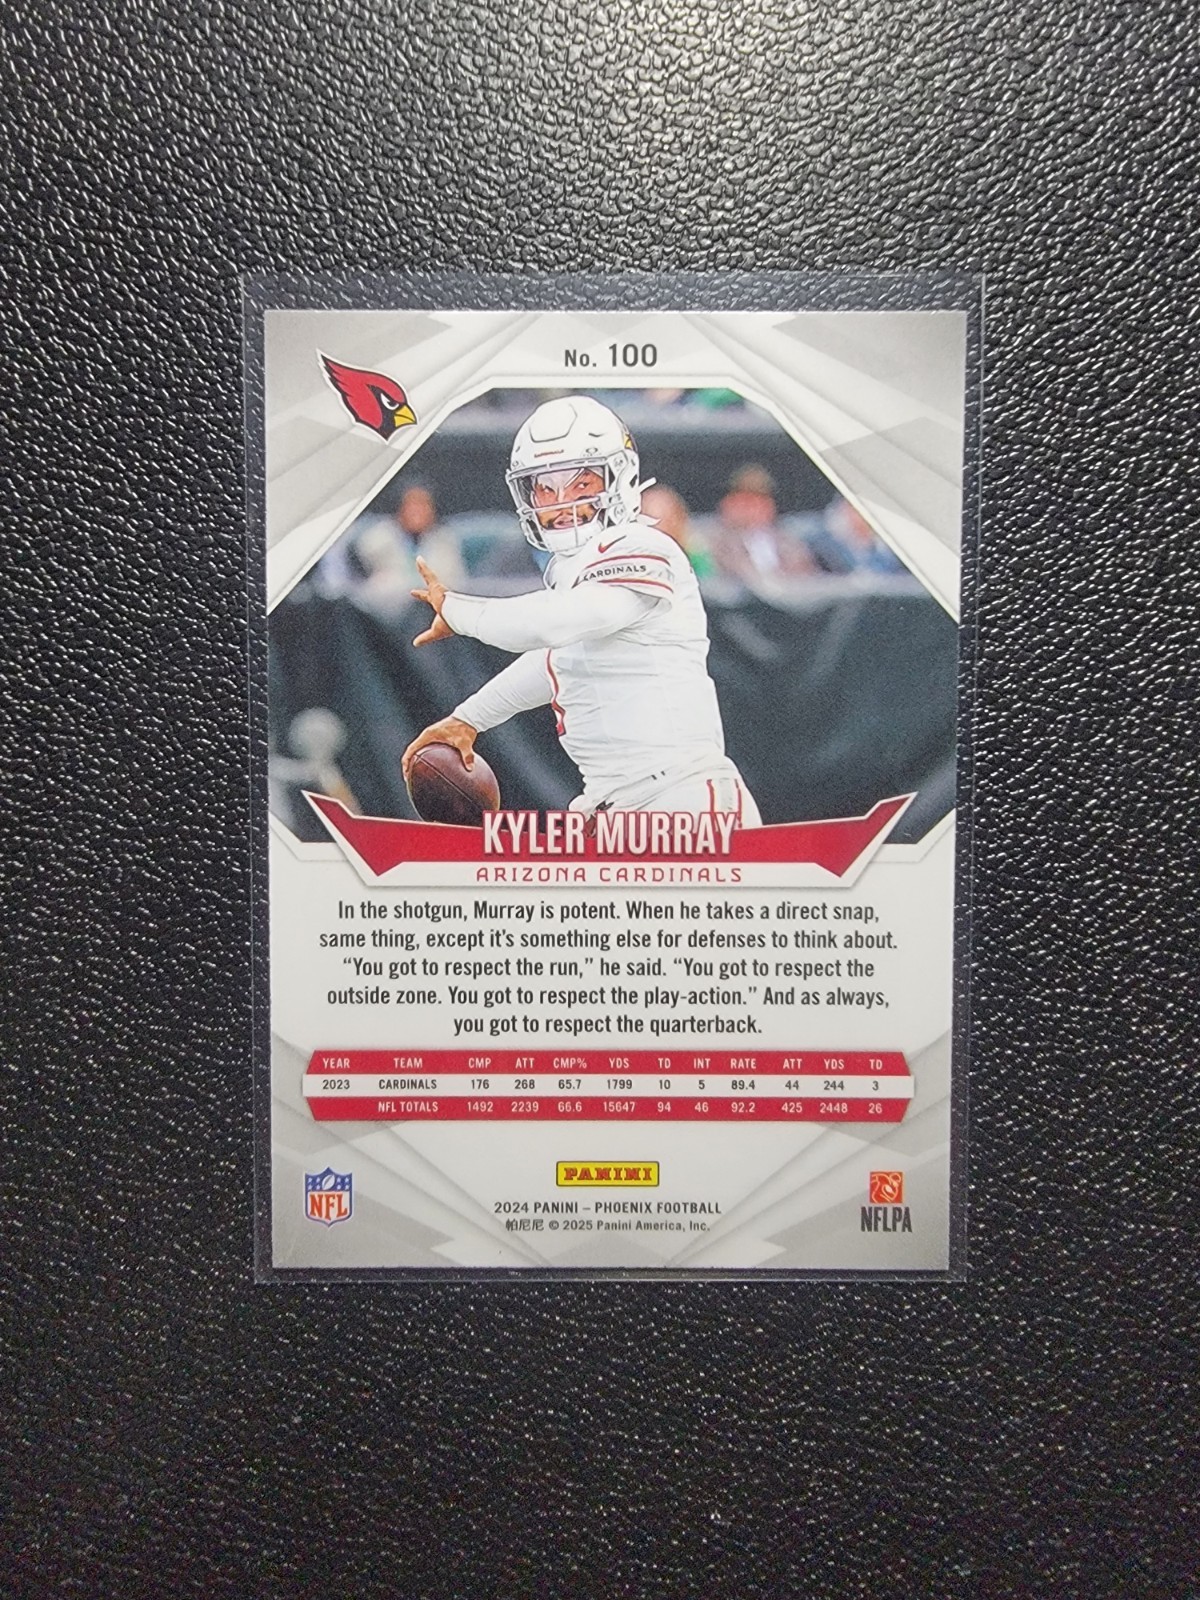 No. 100
CARDINALS
KYLER MURRAY
ARIZONA CARDINALS
In the shotgun, Murray is potent. When he takes a direct snap,
same thing, except it's something else for defenses to think about.
“You got to respect the run,” he said. “You got to respect the
outside zone. You got to respect the play-action.” And as always,
you got to respect the quarterback.
YEAR TEAM CMP ATT CMP% YDS TD INT RATE ATT YDS TD
2023 CARDINALS 176 268 65.7 1799 10 5 89.4 44 244 3
NFL TOTALS 1492 2239 66.6 15647 94 46 92.2 425 2448 26
PANINI
NFL
2024 PANINI – PHOENIX FOOTBALL
帕尼尼 © 2025 Panini America, Inc.
NFLPA